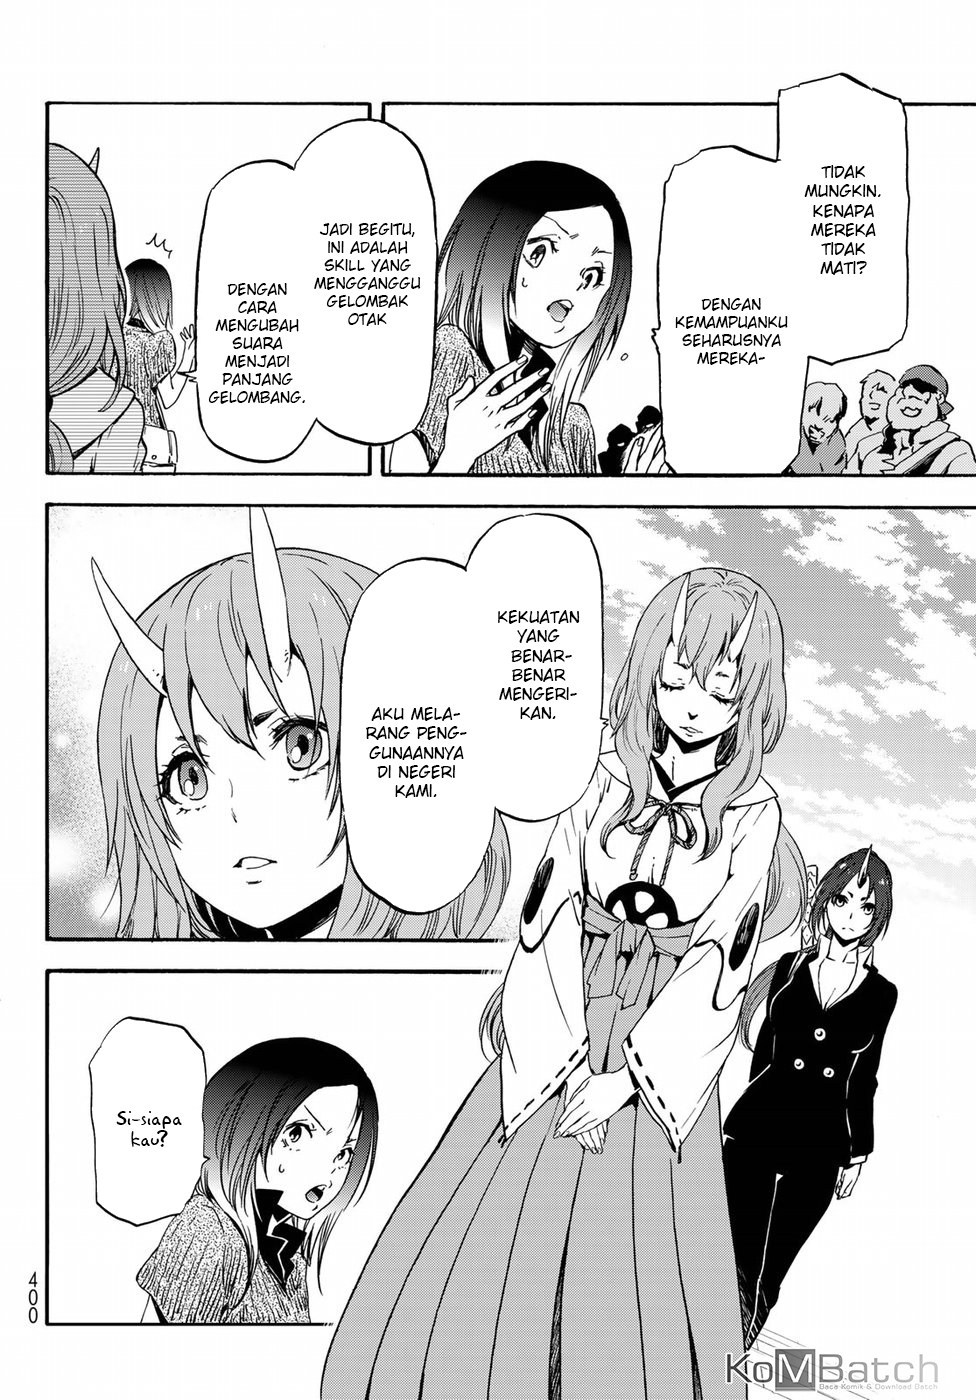 TIDAK
MUNGKIN.
KENAPA
MEREKA
TIDAK
MATI?
DENGAN
KEMAMPUANKU
SEHARUSNYA
MEREKA-
JADI BEGITU,
INI ADALAH
SKILL YANG
MENGGANGGU
GELOMBAK
OTAK
DENGAN
CARA
MENGUBAH
SUARA
MENJADI
PANJANG
GELOMBANG.
KEKUATAN
YANG
BENAR-
BENAR
MENGERI-
KAN.
AKU MELA-
RANG PENG-
GUNAANNYA
DI NEGERI
KAMI.
Si-siapa
kau?
400
KoMBatch
Baca Komik & Download Batch